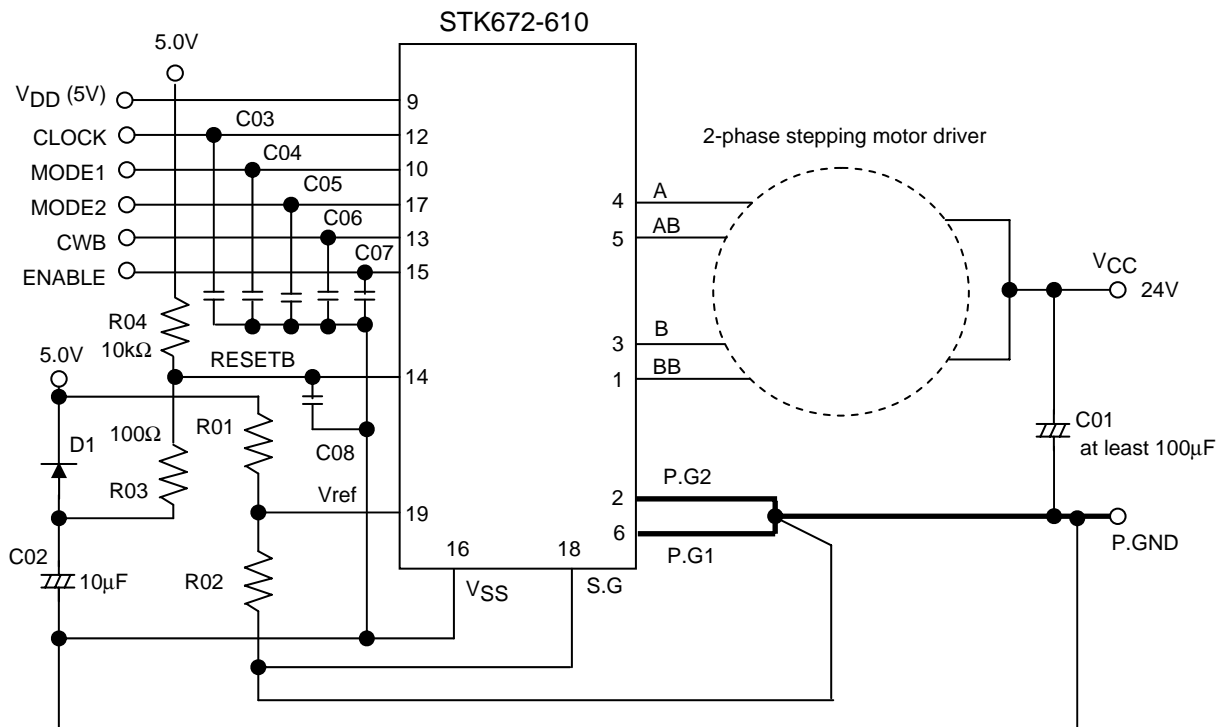 STK672-610
5.0V
VDD (5V)
9
CLOCK
C03
12
2-phase stepping motor driver
MODE1
C04
10
MODE2
C05
17
4
A
CWB
C06
13
5
AB
ENABLE
C07
15
VCC
24V
R04
10kΩ
3
B
5.0V
RESETB
14
1
BB
D1
100Ω
R01
C08
C01
at least 100μF
R03
Vref
19
2
P.G2
6
P.G1
P.GND
C02
10μF
R02
16
18
VSS
S.G